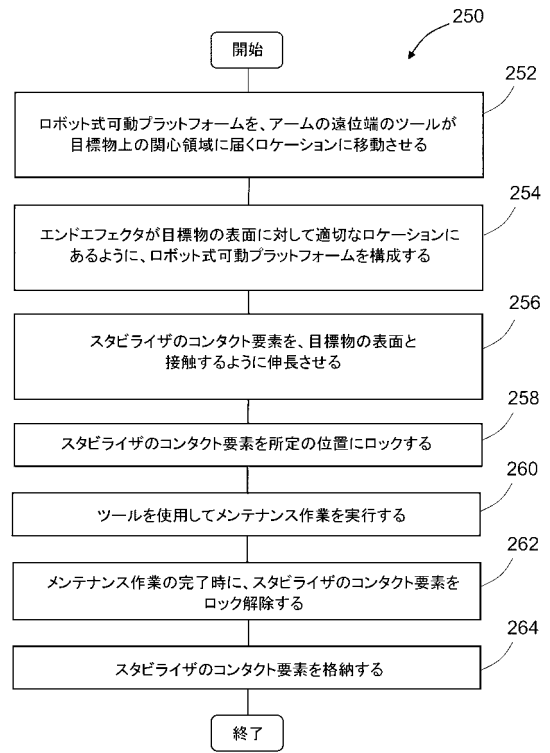 250
開始
252
ロボット式可動プラットフォームを、アームの遠位端のツールが
目標物上の関心領域に届くロケーションに移動させる
254
エンドエフェクタが目標物の表面に対して適切なロケーションに
あるように、ロボット式可動プラットフォームを構成する
256
スタビライザのコンタクト要素を、目標物の表面と
接触するように伸長させる
258
スタビライザのコンタクト要素を所定の位置にロックする
260
ツールを使用してメンテナンス作業を実行する
262
メンテナンス作業の完了時に、スタビライザのコンタクト要素を
ロック解除する
264
スタビライザのコンタクト要素を格納する
終了